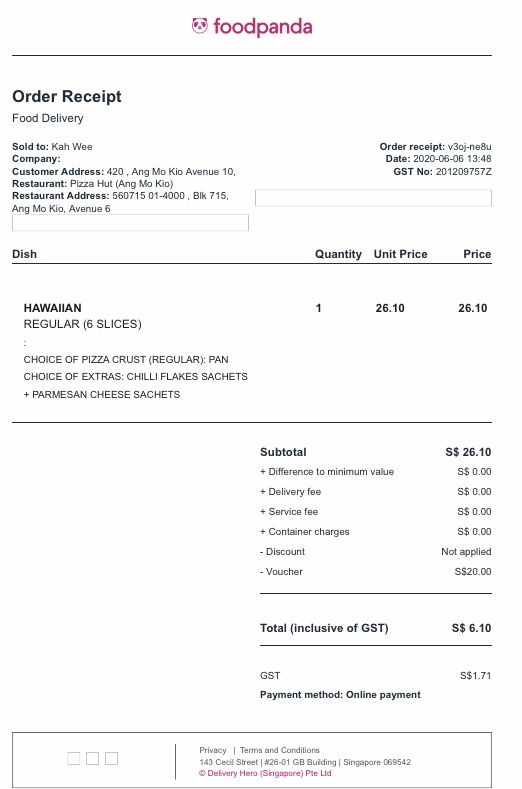 foodpanda
Order Receipt
Food Delivery
Sold to: Kah Wee
Company:
Customer Address: 420 , Ang Mo Kio Avenue 10,
Restaurant: Pizza Hut (Ang Mo Kio)
Restaurant Address: 560715 01-4000 , Blk 715,
Ang Mo Kio, Avenue 6
Order receipt: v3oj-ne8u
Date: 2020-06-06 13:48
GST No: 201209757Z
Dish Quantity Unit Price Price
HAWAIIAN 1 26.10 26.10
REGULAR (6 SLICES)
:
CHOICE OF PIZZA CRUST (REGULAR): PAN
CHOICE OF EXTRAS: CHILLI FLAKES SACHETS
+ PARMESAN CHEESE SACHETS
Subtotal S$ 26.10
+ Difference to minimum value S$ 0.00
+ Delivery fee S$ 0.00
+ Service fee S$ 0.00
+ Container charges S$ 0.00
- Discount Not applied
- Voucher S$20.00
Total (inclusive of GST) S$ 6.10
GST S$1.71
Payment method: Online payment
Privacy | Terms and Conditions
143 Cecil Street | #26-01 GB Building | Singapore 069542
© Delivery Hero (Singapore) Pte Ltd